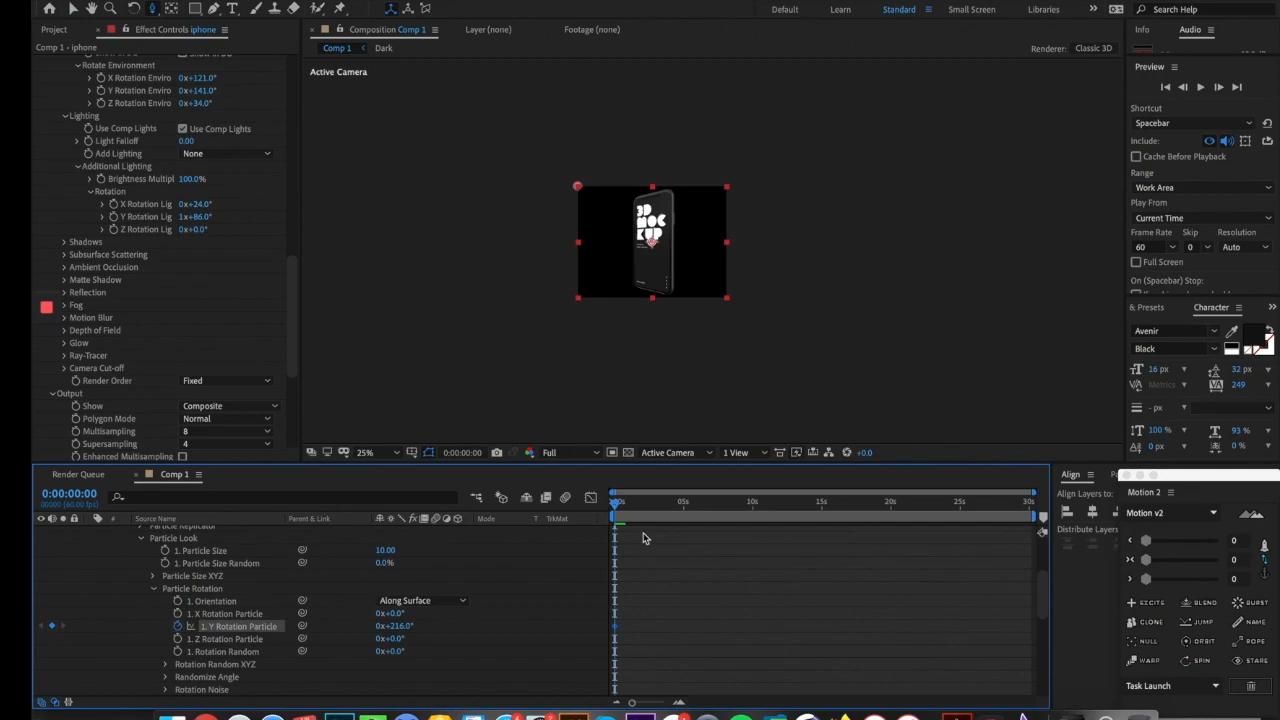 Default Learn Standard Small Screen Libraries Search Help
Project Effect Controls iphone
Composition Comp 1 Layer (none) Footage (none)
Info Audio
Comp 1 • iphone
Comp 1 Dark
Renderer: Classic 3D
Active Camera
Rotate Environment
X Rotation Enviro 0x+121.0°
Y Rotation Enviro 0x+141.0°
Z Rotation Enviro 0x+34.0°
Lighting
Use Comp Lights Use Comp Lights
Light Falloff 0.00
Add Lighting None
Additional Lighting
Brightness Multipl 100.0%
Rotation
X Rotation Lig 0x+24.0°
Y Rotation Lig 1x+86.0°
Z Rotation Lig 0x+0.0°
Shadows
Subsurface Scattering
Ambient Occlusion
Matte Shadow
Reflection
Fog
Motion Blur
Depth of Field
Glow
Ray-Tracer
Camera Cut-off
Render Order Fixed
Output
Show Composite
Polygon Mode Normal
Multisampling 8
Supersampling 4
Enhanced Multisampling
3D
MOC
KUP
25% 0:00:00:00 Full Active Camera 1 View +0.0
Preview
Shortcut
Spacebar
Include:
Cache Before Playback
Range
Work Area
Play From
Current Time
Frame Rate Skip Resolution
60 0 Auto
Full Screen
On (Spacebar) Stop:
& Presets Character
Avenir
Black
16 px 32 px
Metrics 249
- px
100 % 93 %
0 px 0 %
Render Queue Comp 1
0:00:00:00
00000 (60.00 fps)
Source Name Parent & Link Mode T TrkMat
05s 10s 15s 20s 25s 30s
Particle Replicator
Particle Look
1. Particle Size 10.00
1. Particle Size Random 0.0%
Particle Size XYZ
Particle Rotation
1. Orientation Along Surface
1. X Rotation Particle 0x+0.0°
1. Y Rotation Particle 0x+216.0°
1. Z Rotation Particle 0x+0.0°
1. Rotation Random 0x+0.0°
Rotation Random XYZ
Randomize Angle
Rotation Noise
Align
Align Layers to:
Distribute Layers
Motion 2
Motion v2
0
0
0
EXCITE BLEND BURST
CLONE JUMP NAME
NULL ORBIT ROPE
WARP SPIN STARE
Task Launch